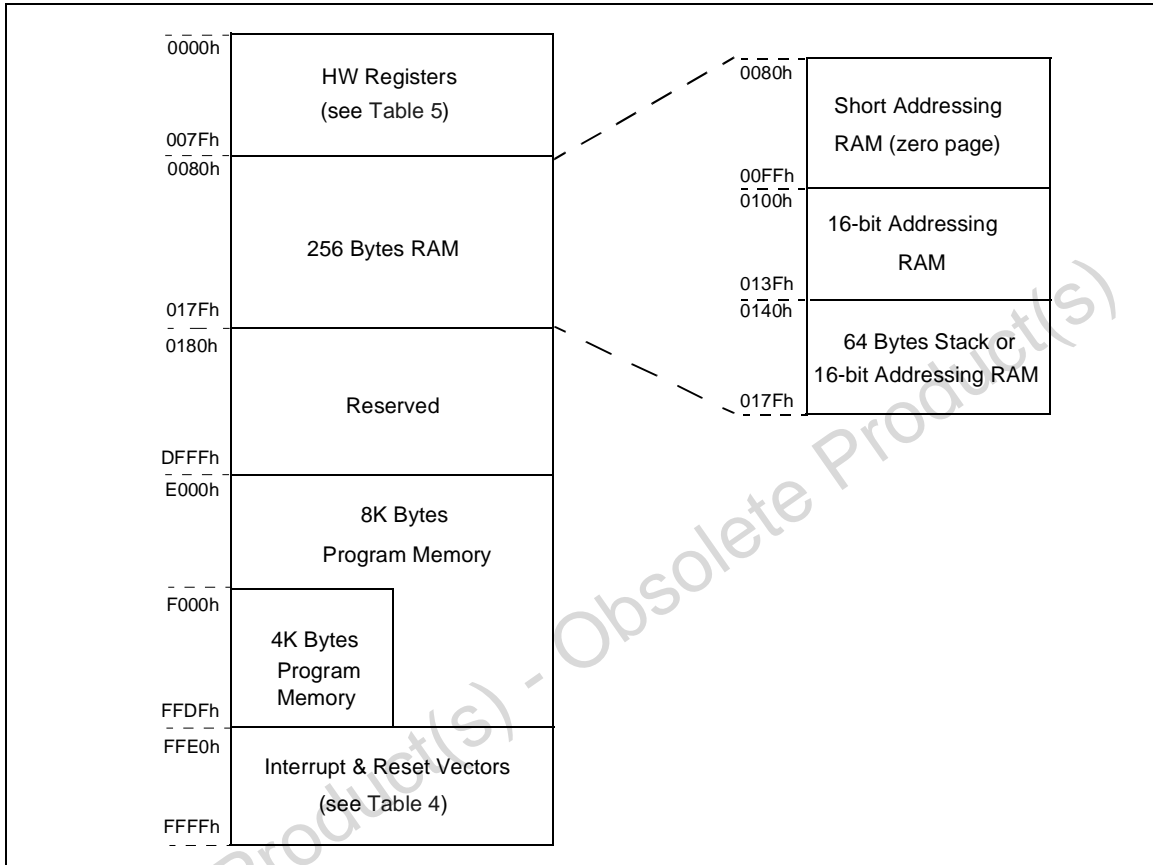 0000h
HW Registers
(see Table 5)
007Fh
0080h
256 Bytes RAM
017Fh
0180h
Reserved
DFFFh
E000h
8K Bytes
Program Memory
F000h
4K Bytes
Program
Memory
FFDFh
FFE0h
Interrupt & Reset Vectors
(see Table 4)
FFFFh
0080h
Short Addressing
RAM (zero page)
00FFh
0100h
16-bit Addressing
RAM
013Fh
0140h
64 Bytes Stack or
16-bit Addressing RAM
017Fh
Product(s) - Obsolete Product(s)